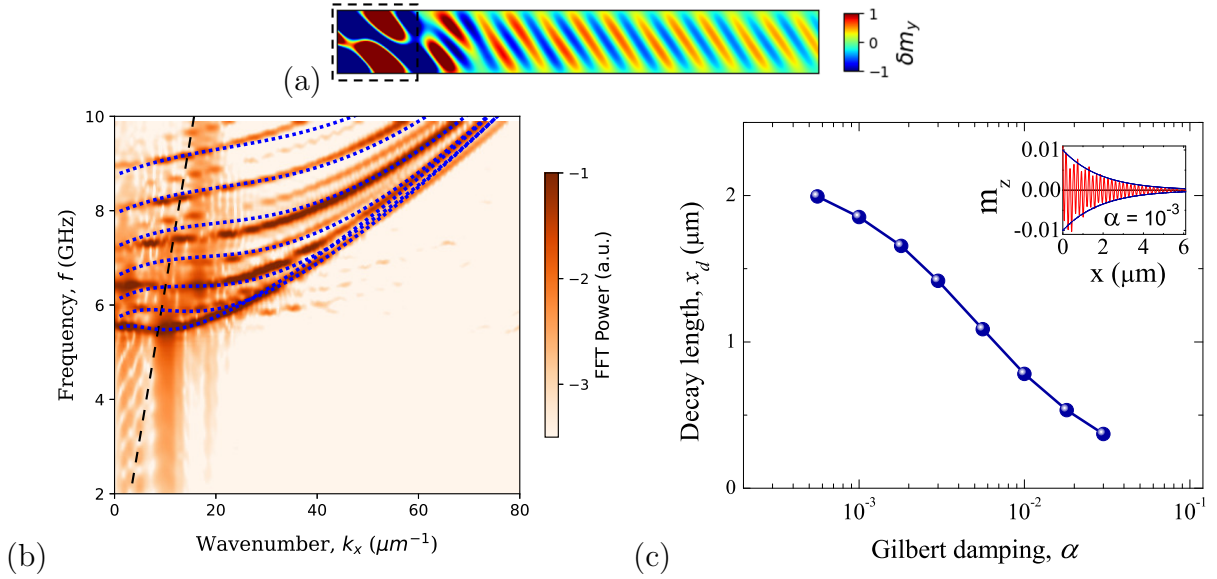 (a)
1
0
−1
δm_y
(b)
10
8
6
4
2
Frequency, f (GHz)
0
20
40
60
80
Wavenumber, k_x (μm⁻¹)
−1
−2
−3
FFT Power (a.u.)
(c)
2
1
0
Decay length, x_d (μm)
10⁻³
10⁻²
10⁻¹
Gilbert damping, α
0.01
0.00
-0.01
m_z
α = 10⁻³
0
2
4
6
x (μm)